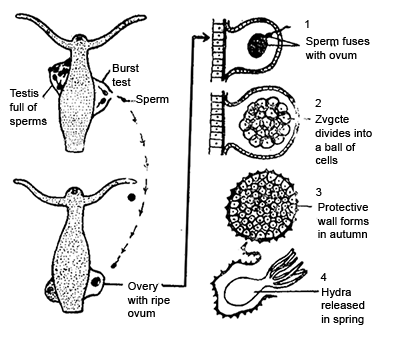 Testis
full of
sperms
Burst
test
Sperm
Overy
with ripe
ovum
1
Sperm fuses
with ovum
2
Zvgcte
divides into
a ball of
cells
3
Protective
wall forms
in autumn
4
Hydra
released
in spring